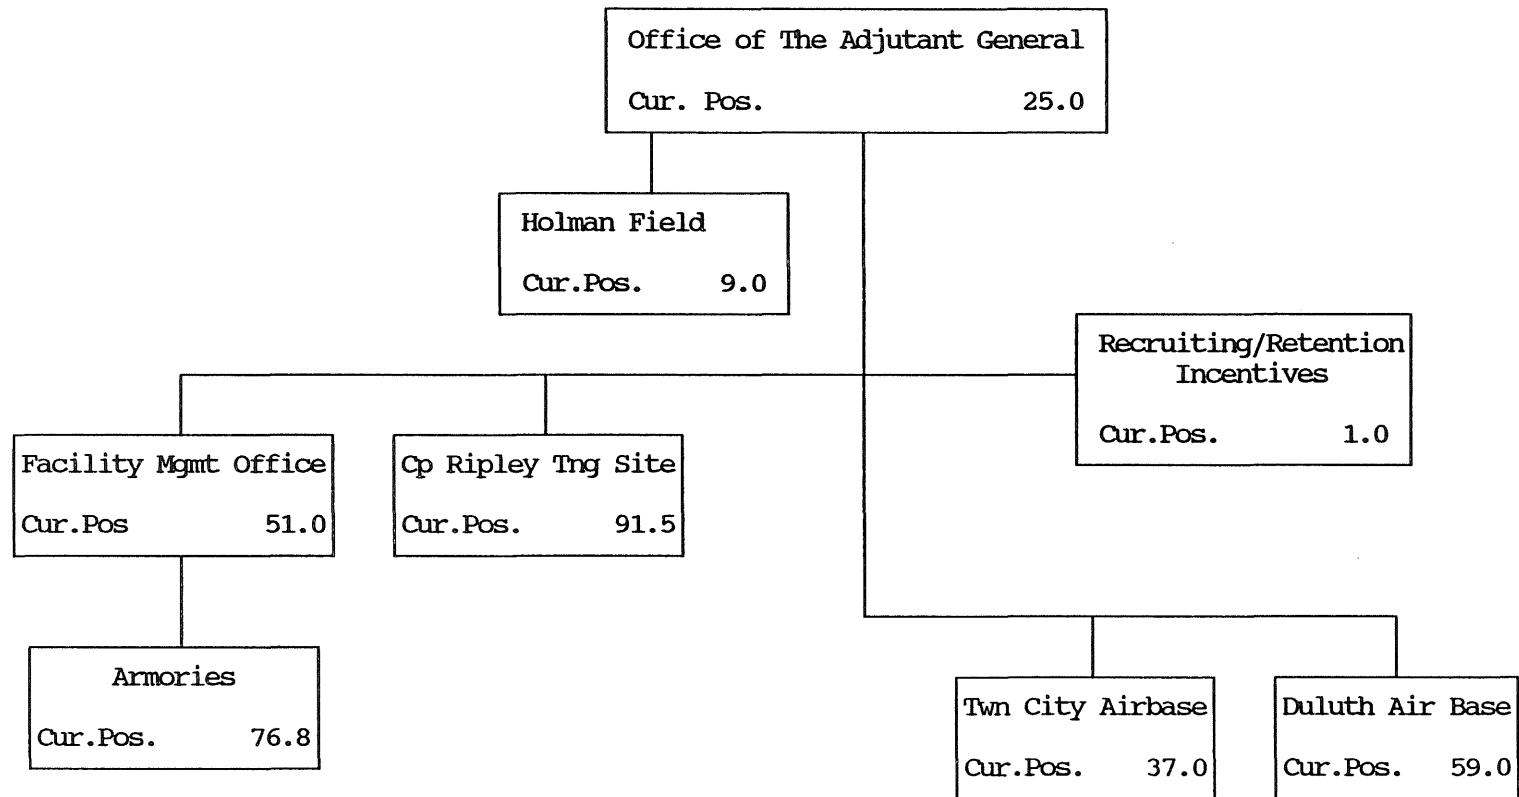 Office of The Adjutant General
Cur. Pos. 25.0
Holman Field
Cur.Pos. 9.0
Recruiting/Retention
Incentives
Cur.Pos. 1.0
Facility Mgmt Office
Cur.Pos 51.0
Cp Ripley Tng Site
Cur.Pos. 91.5
Armories
Cur.Pos. 76.8
Twn City Airbase
Cur.Pos. 37.0
Duluth Air Base
Cur.Pos. 59.0